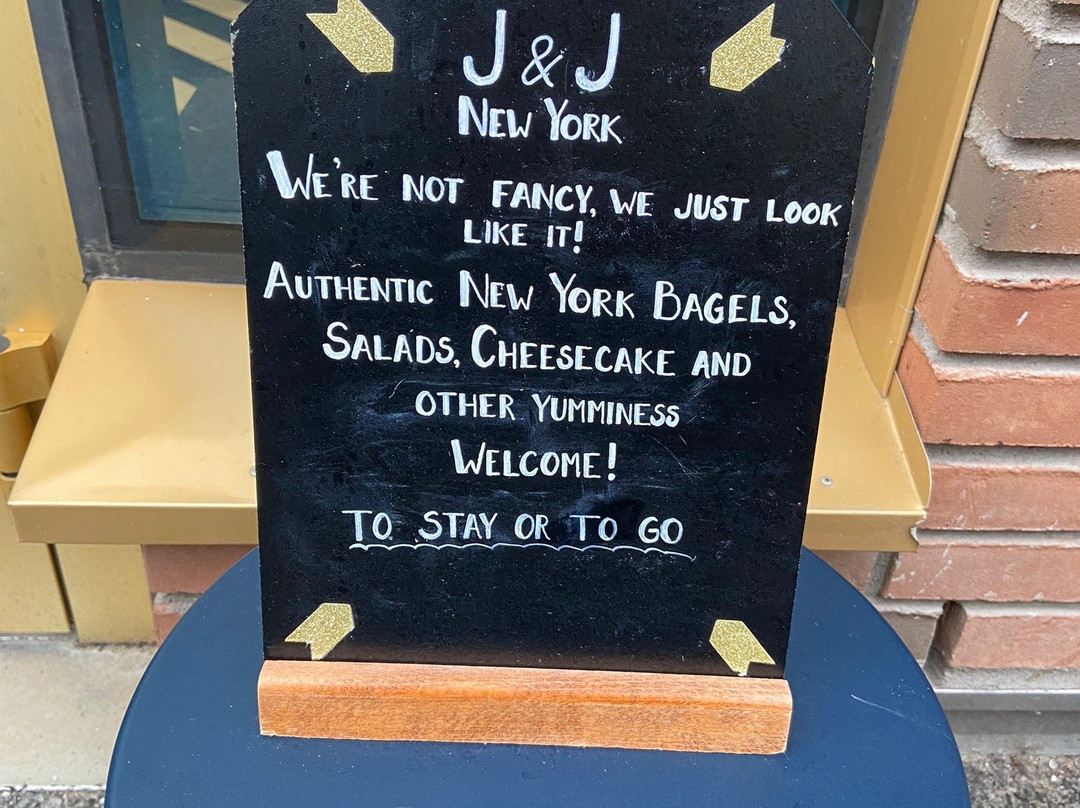 J & J
NEW YORK
WE'RE NOT FANCY, WE JUST LOOK
LIKE IT!
AUTHENTIC NEW YORK BAGELS,
SALADS, CHEESECAKE AND
OTHER YUMMINESS
WELCOME!
TO STAY OR TO GO